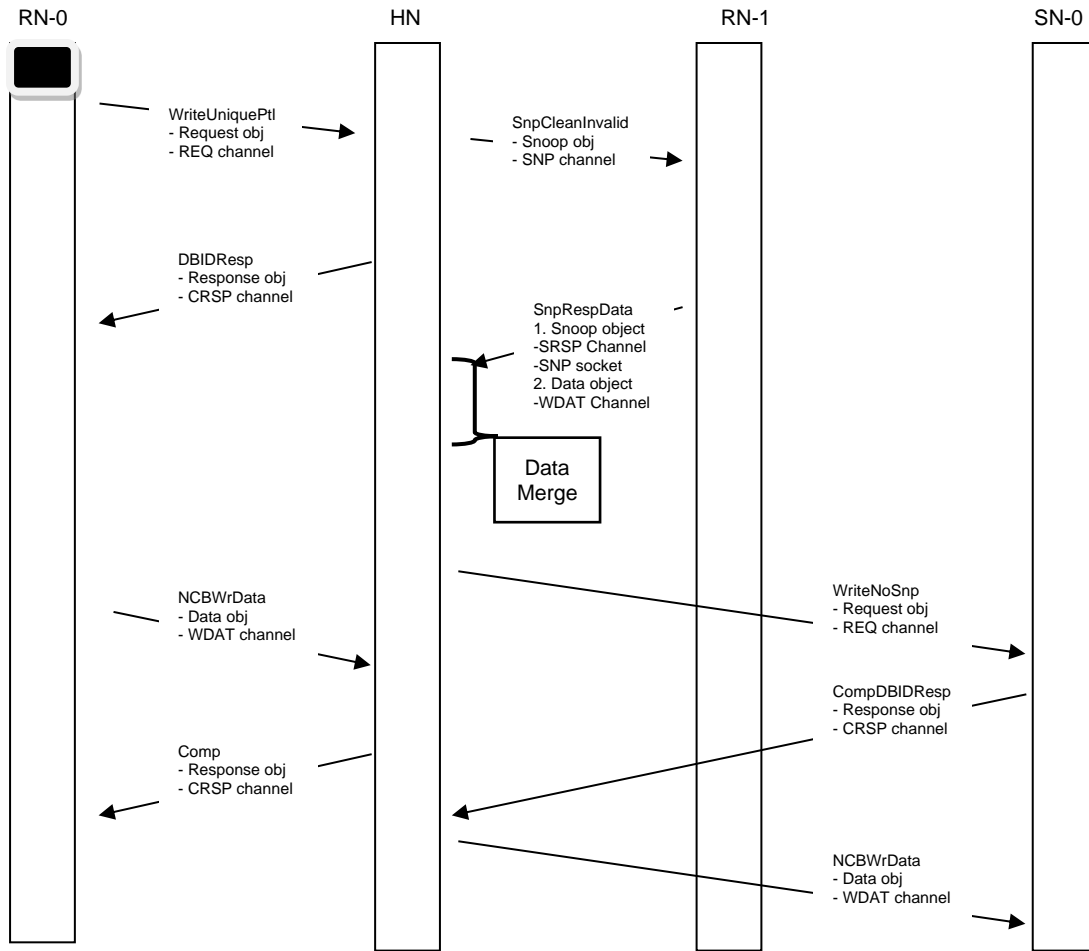 RN-0
HN
RN-1
SN-0
WriteUniquePtl
- Request obj
- REQ channel
SnpCleanInvalid
- Snoop obj
- SNP channel
DBIDResp
- Response obj
- CRSP channel
SnpRespData
1. Snoop object
-SRSP Channel
-SNP socket
2. Data object
-WDAT Channel
Data
Merge
NCBWrData
- Data obj
- WDAT channel
WriteNoSnp
- Request obj
- REQ channel
CompDBIDResp
- Response obj
- CRSP channel
Comp
- Response obj
- CRSP channel
NCBWrData
- Data obj
- WDAT channel